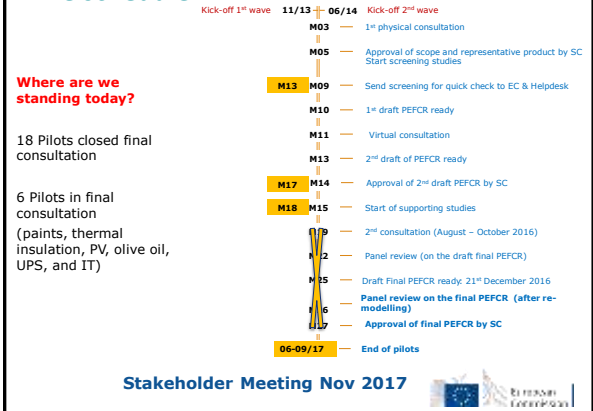 Kick-off 1st wave 11/13 06/14 Kick-off 2nd wave
M03 1st physical consultation
M05 Approval of scope and representative product by SC
Start screening studies
Where are we
standing today?
M13 M09 Send screening for quick check to EC & Helpdesk
M10 1st draft PEFCR ready
M11 Virtual consultation
18 Pilots closed final
consultation
M13 2nd draft of PEFCR ready
M17 M14 Approval of 2nd draft PEFCR by SC
6 Pilots in final
consultation
M18 M15 Start of supporting studies
(paints, thermal
insulation, PV, olive oil,
UPS, and IT)
2nd consultation (August – October 2016)
Panel review (on the draft final PEFCR)
Draft Final PEFCR ready: 21st December 2016
Panel review on the final PEFCR (after re-
modelling)
Approval of final PEFCR by SC
06-09/17 End of pilots
Stakeholder Meeting Nov 2017
European
Commission